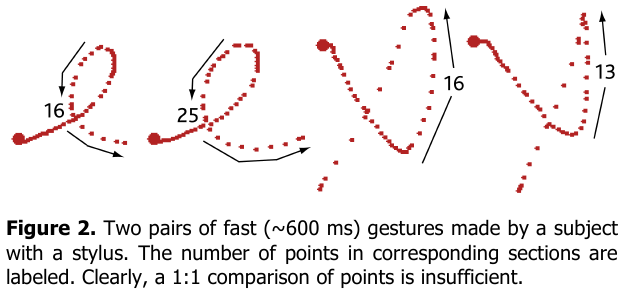 16
25
16
13
Figure 2. Two pairs of fast (~600 ms) gestures made by a subject
with a stylus. The number of points in corresponding sections are
labeled. Clearly, a 1:1 comparison of points is insufficient.